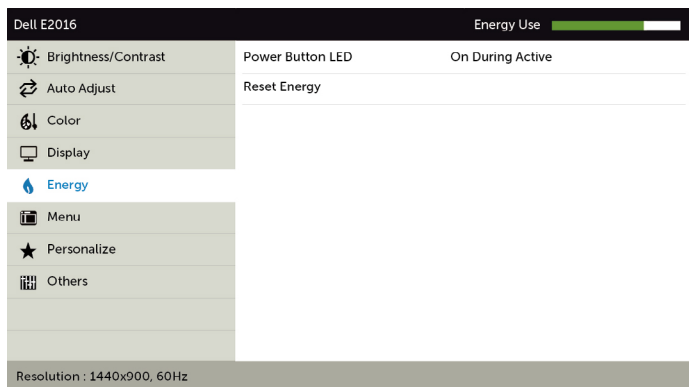 Dell E2016
Energy Use
Brightness/Contrast
Power Button LED
On During Active
Auto Adjust
Reset Energy
Color
Display
Energy
Menu
Personalize
Others
Resolution : 1440x900, 60Hz